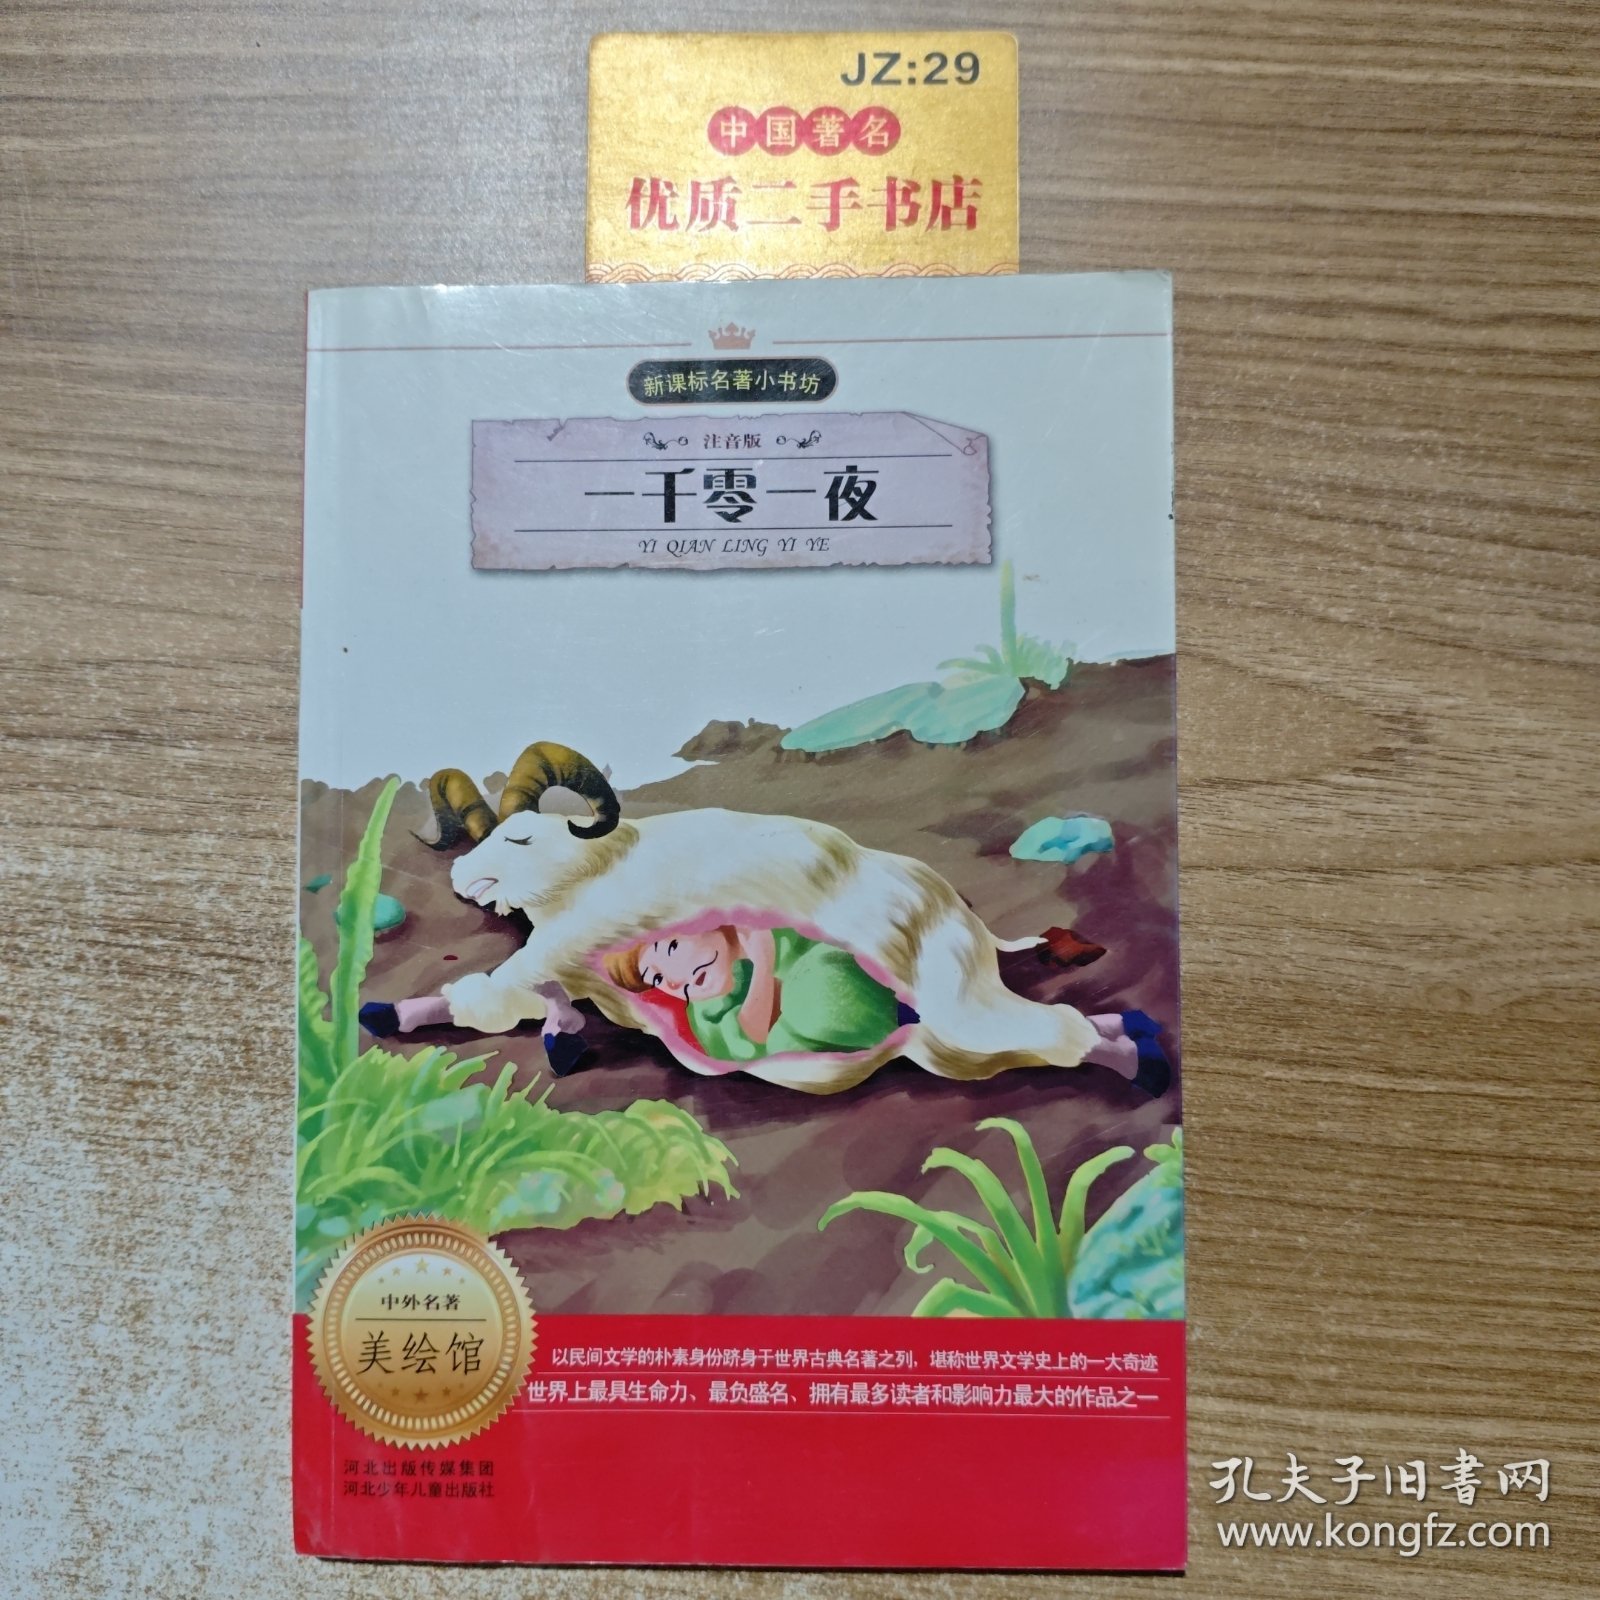 JZ:29
中国著名
优质二手书店
新课标名著小书坊
注音版
一千零一夜
YI QIAN LING YI YE
中外名著
美绘馆
以民间文学的朴素身份跻身于世界古典名著之列，堪称世界文学史上的一大奇迹
世界上最具生命力、最负盛名、拥有最多读者和影响力最大的作品之一
河北出版传媒集团
河北少年儿童出版社
孔夫子旧书网
www.kongfz.com